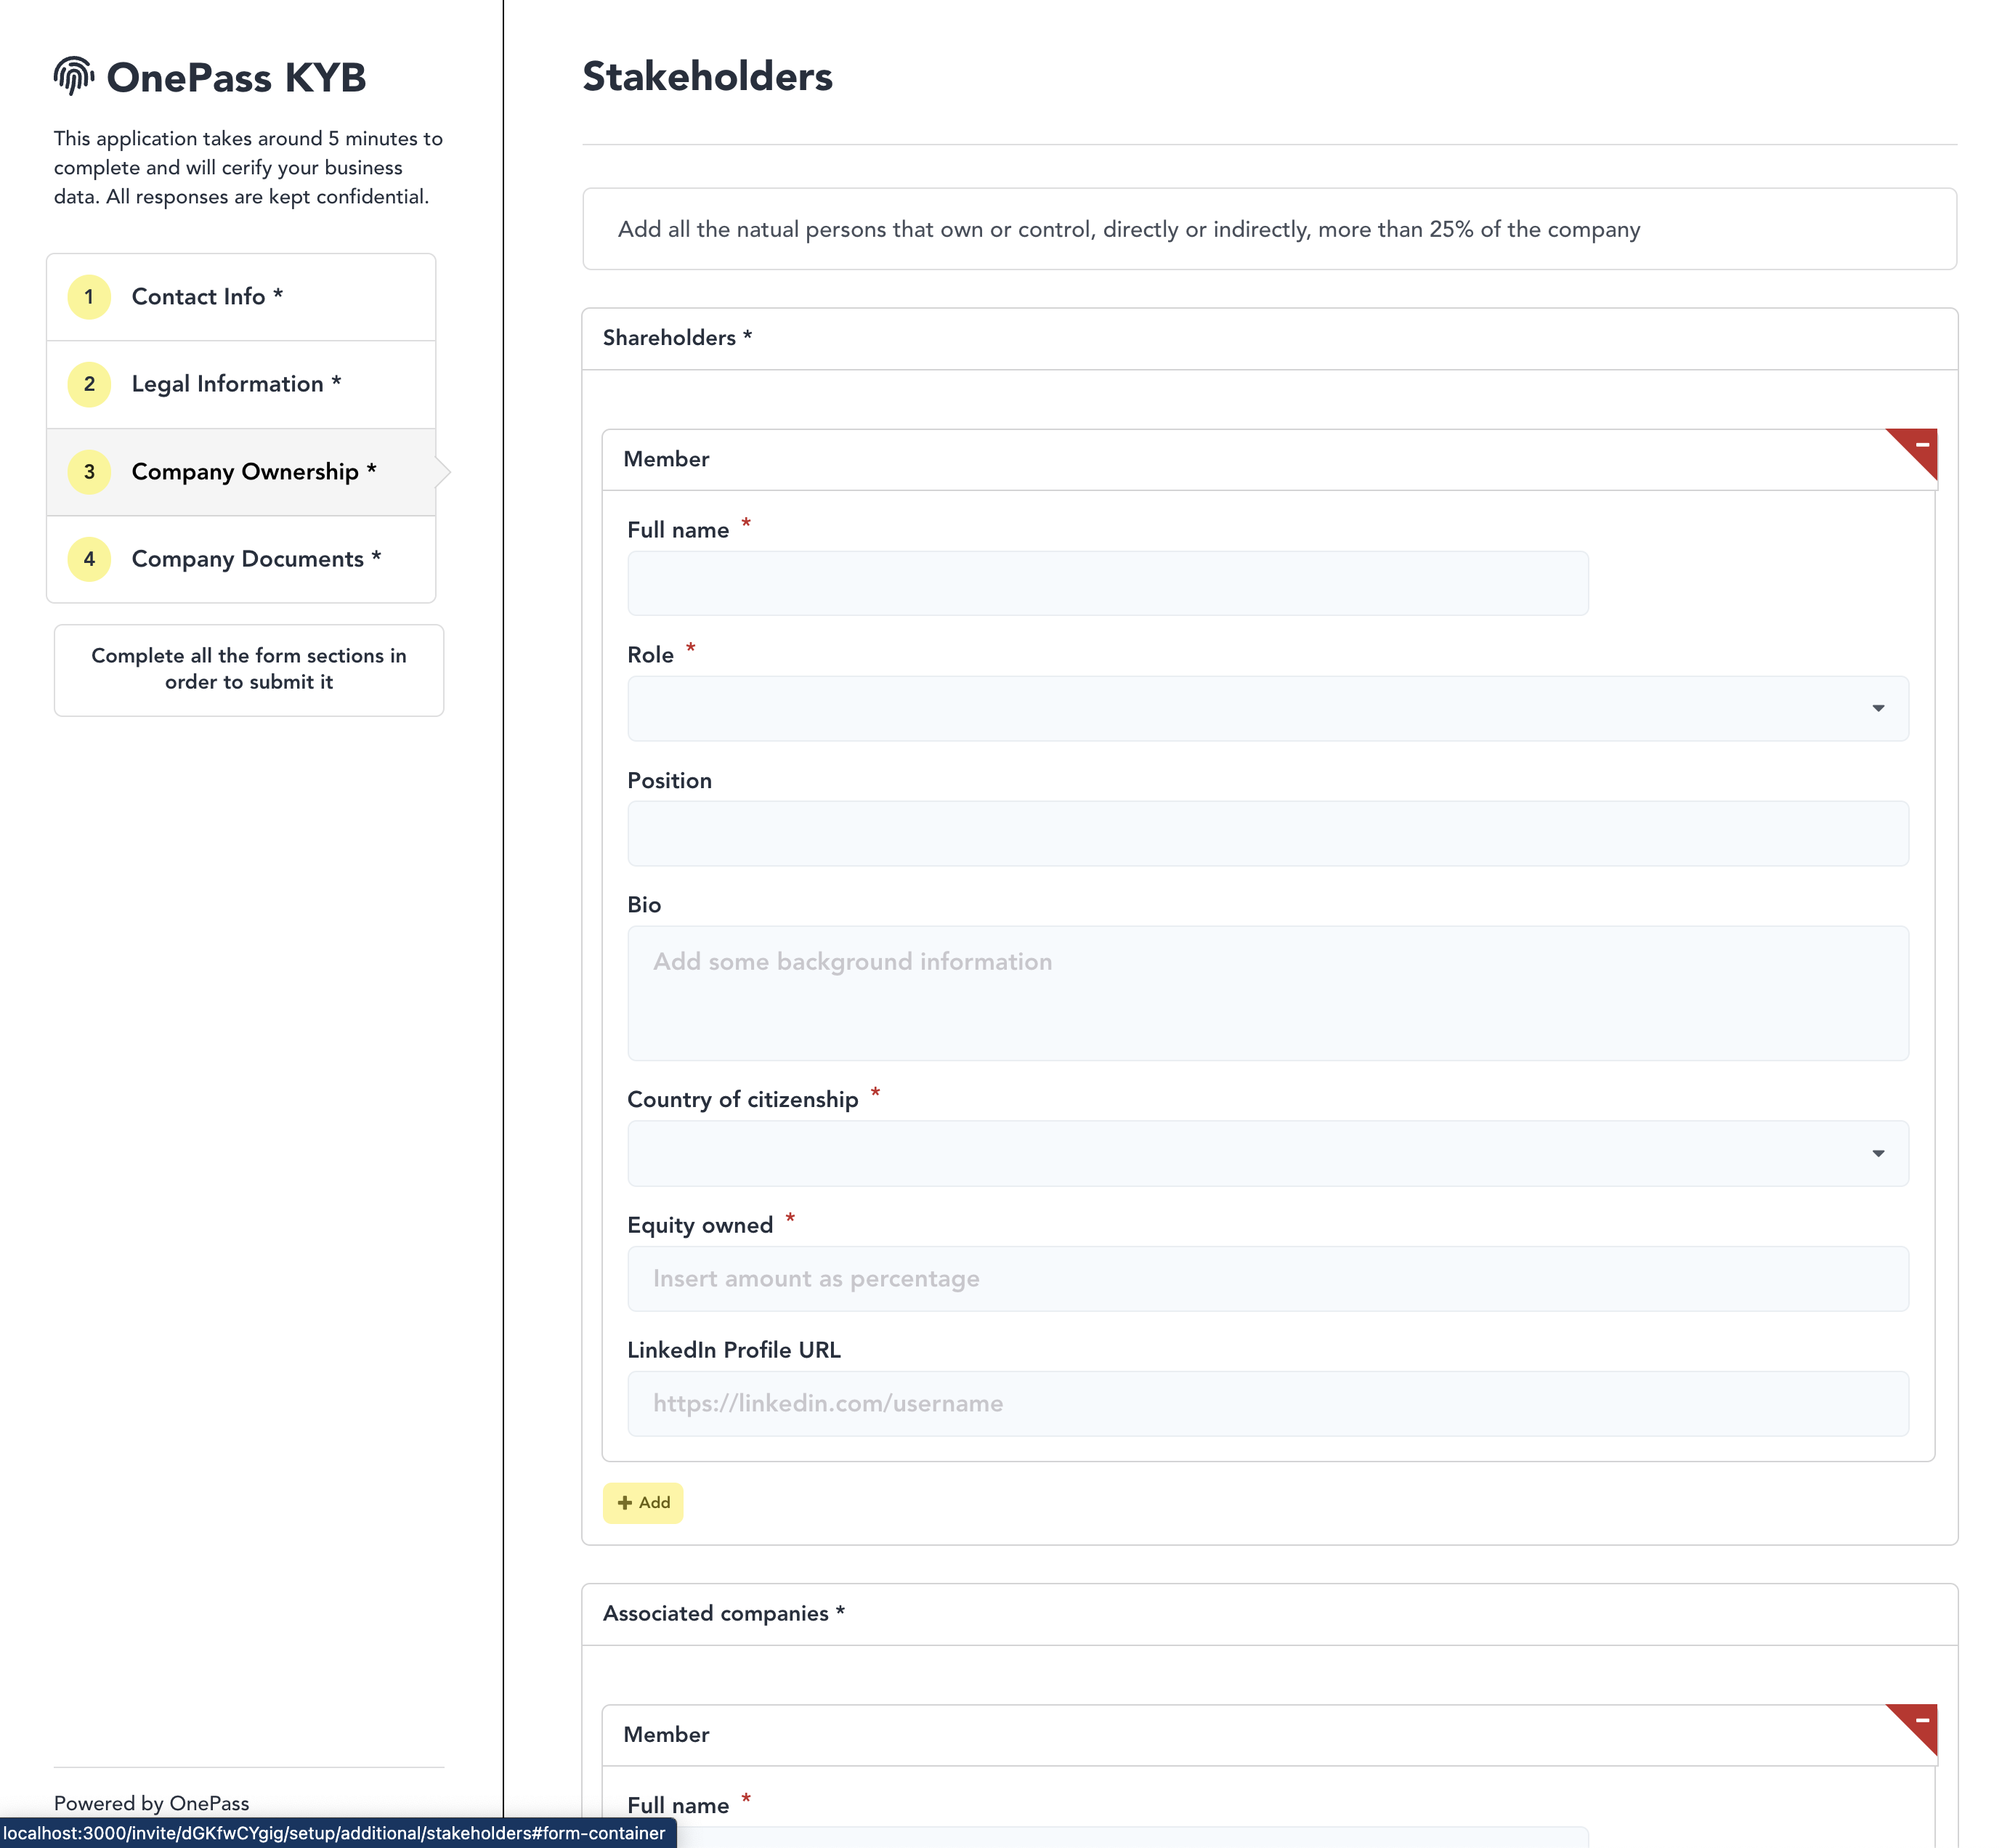 OnePass KYB
This application takes around 5 minutes to
complete and will cerify your business
data. All responses are kept confidential.
1 Contact Info *
2 Legal Information *
3 Company Ownership *
4 Company Documents *
Complete all the form sections in
order to submit it
Powered by OnePass
localhost:3000/invite/dGKfwCYgig/setup/additional/stakeholders#form-container
Stakeholders
Add all the natual persons that own or control, directly or indirectly, more than 25% of the company
Shareholders *
Member
Full name *
Role *
Position
Bio
Add some background information
Country of citizenship *
Equity owned *
Insert amount as percentage
LinkedIn Profile URL
https://linkedin.com/username
+ Add
Associated companies *
Member
Full name *